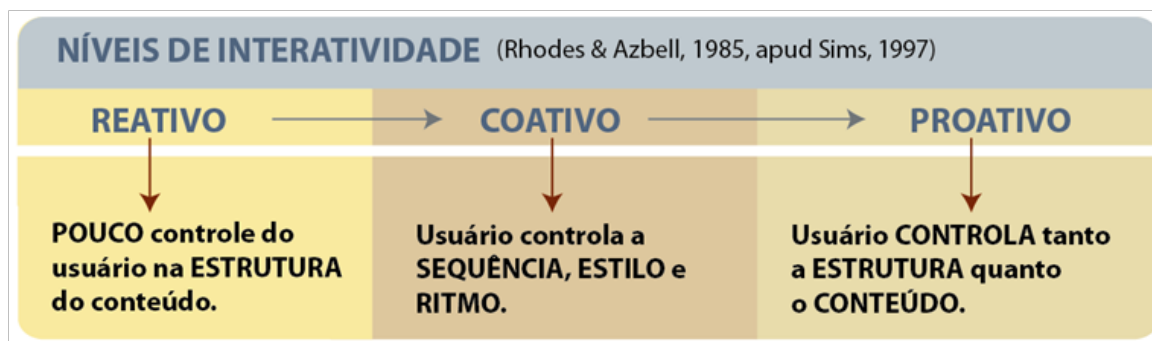 NÍVEIS DE INTERATIVIDADE (Rhodes & Azbell, 1985, apud Sims, 1997)
REATIVO
COATIVO
PROATIVO
POUCO controle do
usuário na ESTRUTURA
do conteúdo.
Usuário controla a
SEQUÊNCIA, ESTILO e
RITMO.
Usuário CONTROLA tanto
a ESTRUTURA quanto
o CONTEÚDO.